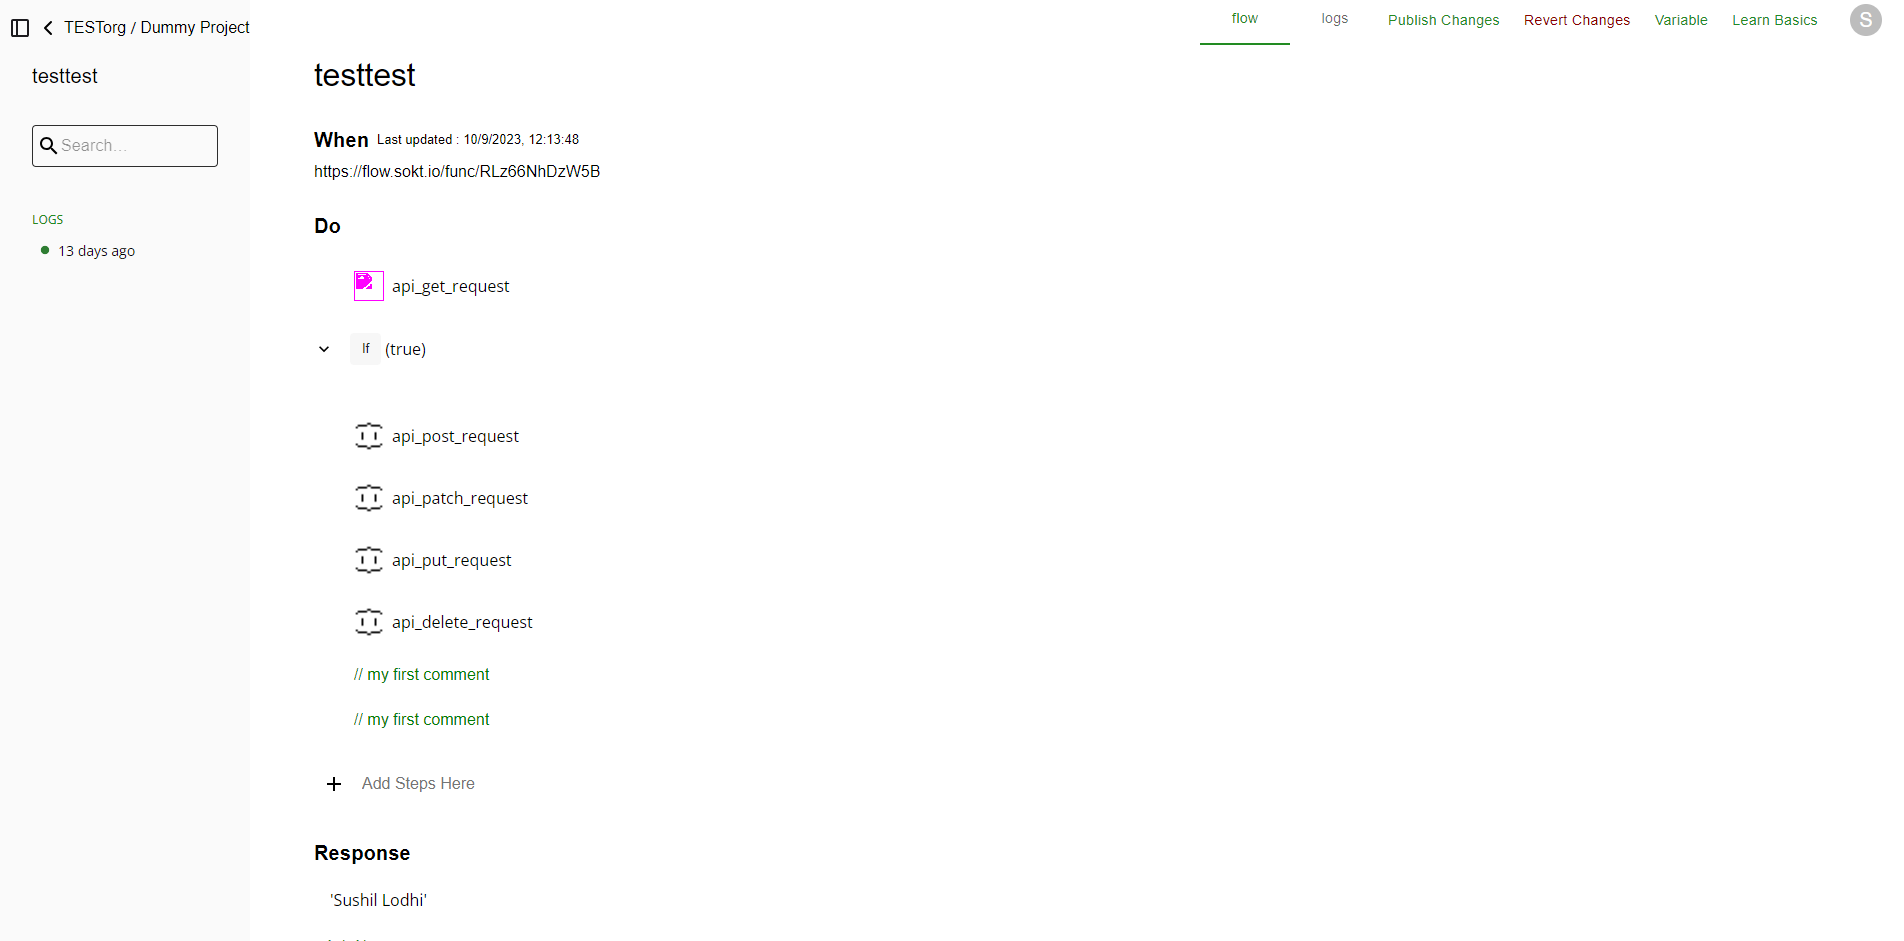 TESTorg / Dummy Project
testtest
Search...
LOGS
13 days ago
flow
logs
Publish Changes
Revert Changes
Variable
Learn Basics
S
testtest
When Last updated : 10/9/2023, 12:13:48
https://flow.sokt.io/func/RLz66NhDzW5B
Do
api_get_request
If (true)
api_post_request
api_patch_request
api_put_request
api_delete_request
// my first comment
// my first comment
Add Steps Here
Response
'Sushil Lodhi'